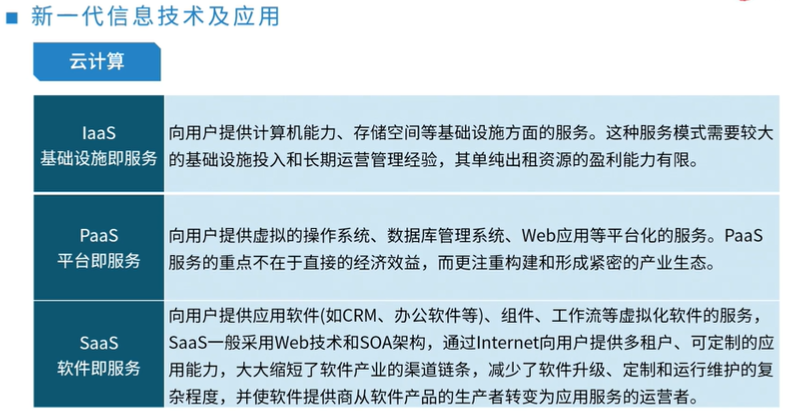 新一代信息技术及应用
云计算
IaaS
基础设施即服务
向用户提供计算机能力、存储空间等基础设施方面的服务。这种服务模式需要较大
的基础设施投入和长期运营管理经验，其单纯出租资源的盈利能力有限。
PaaS
平台即服务
向用户提供虚拟的操作系统、数据库管理系统、Web应用等平台化的服务。PaaS
服务的重点不在于直接的经济效益，而更注重构建和形成紧密的产业生态。
SaaS
软件即服务
向用户提供应用软件(如CRM、办公软件等)、组件、工作流等虚拟化软件的服务，
SaaS一般采用Web技术和SOA架构，通过Internet向用户提供多租户、可定制的应
用能力，大大缩短了软件产业的渠道链条，减少了软件升级、定制和运行维护的复
杂程度，并使软件提供商从软件产品的生产者转变为应用服务的运营者。